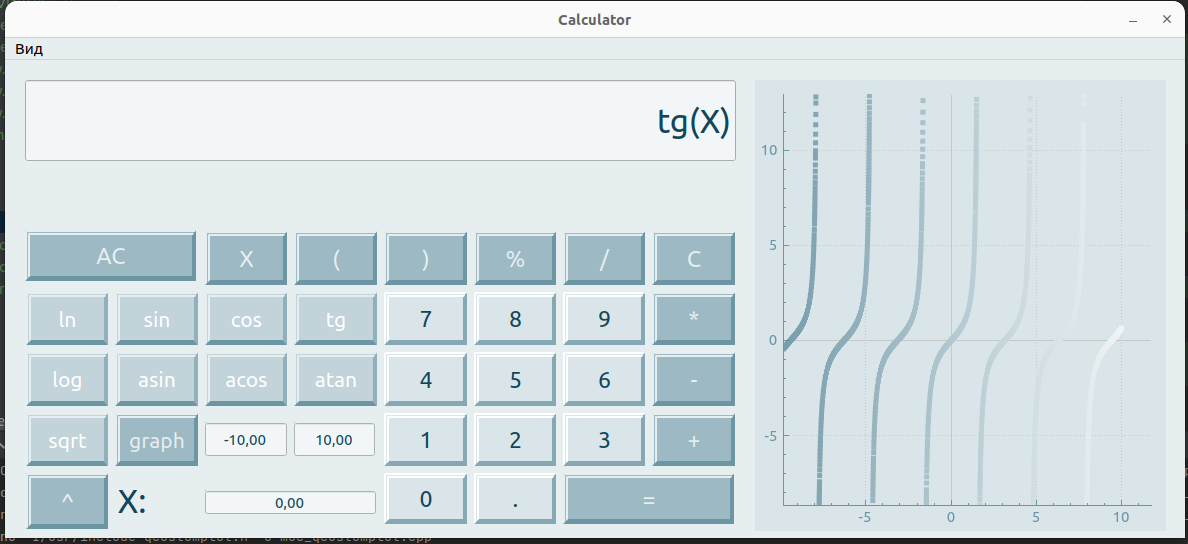 Calculator
Вид
tg(X)
AC X ( ) % / C
ln sin cos tg 7 8 9 *
log asin acos atan 4 5 6 -
sqrt graph -10,00 10,00 1 2 3 +
^ X: 0,00 0 . =
10
5
0
-5
-5 0 5 10